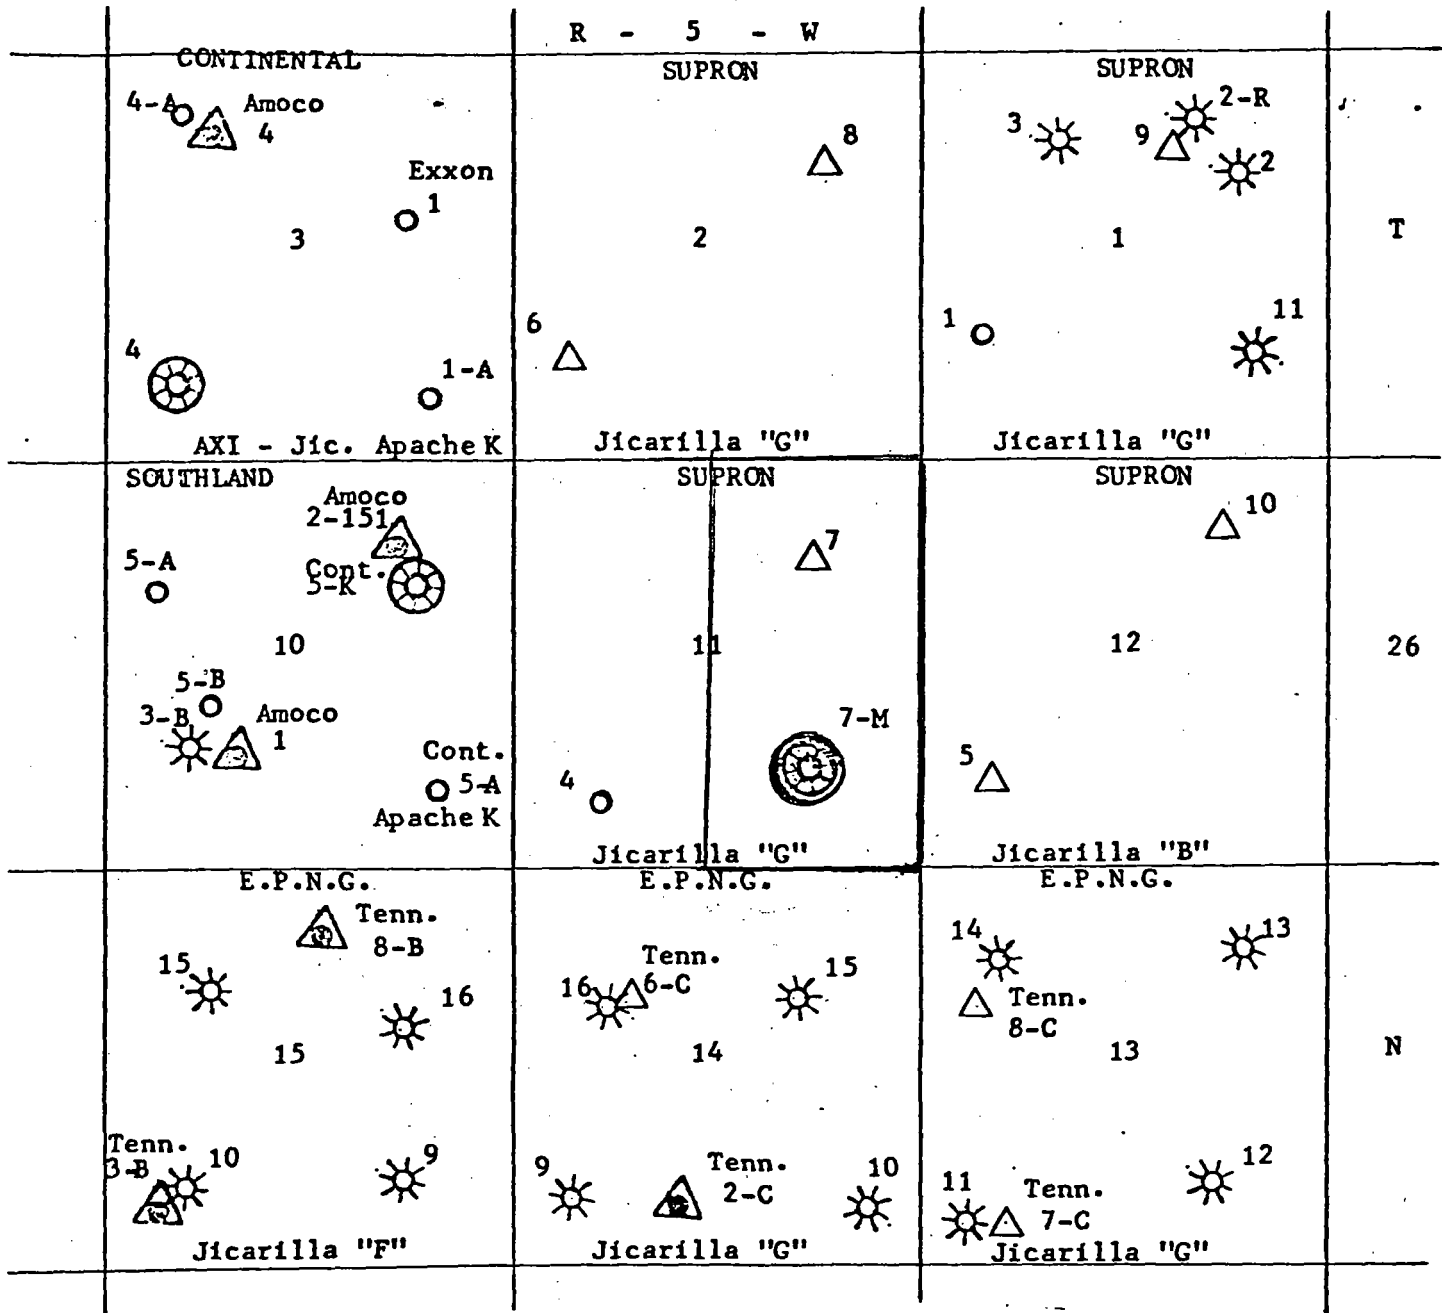 R - 5 - W
CONTINENTAL
4-A
Amoco
4
Exxon
1
3
4
1-A
AXI - Jic. Apache K
SUPRON
8
2
6
Jicarilla "G"
SUPRON
3
9
2-R
2
1
1
11
Jicarilla "G"
T
SOUTHLAND
Amoco
2-151
5-A
Cont.
5-K
10
5-B
3-B
Amoco
1
Cont.
5-A
Apache K
SUPRON
7
11
7-M
4
Jicarilla "G"
SUPRON
10
12
5
Jicarilla "B"
26
E.P.N.G.
Tenn.
8-B
15
16
15
Tenn.
3-B
10
9
Jicarilla "F"
E.P.N.G.
Tenn.
6-C
16
15
14
9
Tenn.
2-C
10
Jicarilla "G"
E.P.N.G.
14
13
Tenn.
8-C
13
11
Tenn.
7-C
12
Jicarilla "G"
N